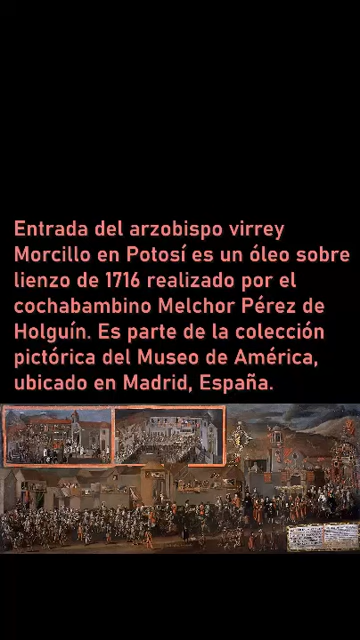 Entrada del arzobispo virrey
Morcillo en Potosí es un óleo sobre
lienzo de 1716 realizado por el
cochabambino Melchor Pérez de
Holguín. Es parte de la colección
pictórica del Museo de América,
ubicado en Madrid, España.